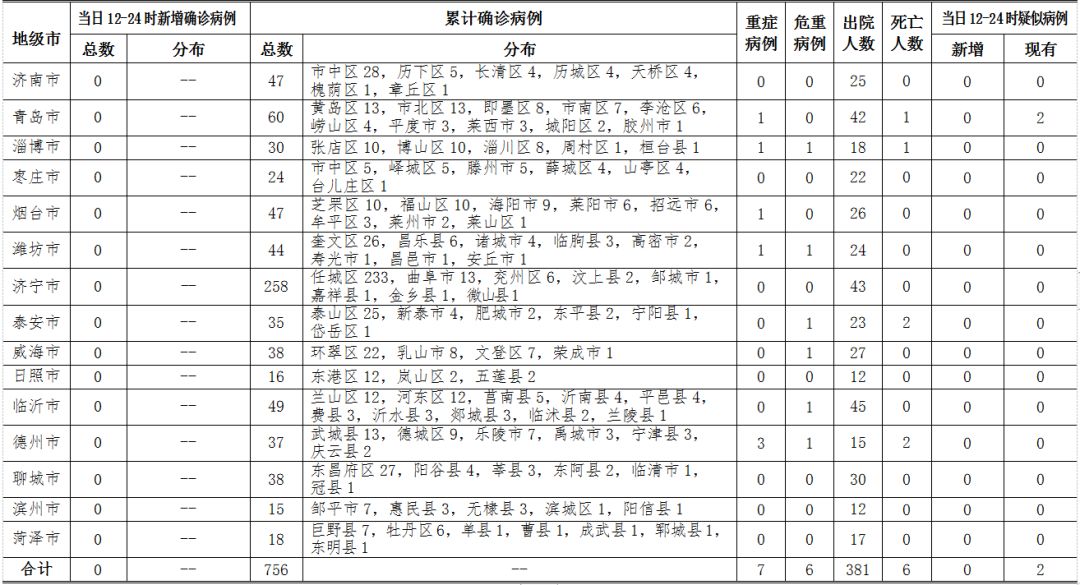 地级市 当日12-24时新增确诊病例 累计确诊病例 重症病例 危重病例 出院人数 死亡人数 当日12-24时疑似病例
总数 分布 总数 分布 新增 现有
济南市 0 -- 47 市中区 28，历下区 5，长清区 4，历城区 4，天桥区 4， 0 0 25 0 0 0
槐荫区 1，章丘区 1
青岛市 0 -- 60 黄岛区 13，市北区 13，即墨区 8，市南区 7，李沧区 6， 1 0 42 1 0 2
崂山区 4，平度市 3，莱西市 3，城阳区 2，胶州市 1
淄博市 0 -- 30 张店区 10，博山区 10，淄川区 8，周村区 1，桓台县 1 1 1 18 1 0 0
枣庄市 0 -- 24 市中区 5，峄城区 5，滕州市 5，薛城区 4，山亭区 4， 0 0 22 0 0 0
台儿庄区 1
烟台市 0 -- 47 芝罘区 10，福山区 10，海阳市 9，莱阳市 6，招远市 6， 1 0 26 0 0 0
牟平区 3，莱州市 2，莱山区 1
潍坊市 0 -- 44 奎文区 26，昌乐县 6，诸城市 4，临朐县 3，高密市 2， 1 1 24 0 0 0
寿光市 1，昌邑市 1，安丘市 1
济宁市 0 -- 258 任城区 233，曲阜市 13，兖州区 6，汶上县 2，邹城市 1， 0 0 43 0 0 0
嘉祥县 1，金乡县 1，微山县1
泰安市 0 -- 35 泰山区 25，新泰市 4，肥城市 2，东平县 2，宁阳县 1， 0 1 23 2 0 0
岱岳区 1
威海市 0 -- 38 环翠区 22，乳山市 8，文登区 7，荣成市 1 0 1 27 0 0 0
日照市 0 -- 16 东港区 12，岚山区 2，五莲县 2 0 0 12 0 0 0
临沂市 0 -- 49 兰山区 12，河东区 12，莒南县 5，沂南县 4，平邑县 4， 0 1 45 0 0 0
费县 3，沂水县 3，郯城县 3，临沭县 2，兰陵县 1
德州市 0 -- 37 武城县 13，德城区 9，乐陵市 7，禹城市 3，宁津县 3， 3 1 15 2 0 0
庆云县 2
聊城市 0 -- 38 东昌府区 27，阳谷县 4，莘县 3，东阿县 2，临清市 1， 0 0 30 0 0 0
冠县 1
滨州市 0 -- 15 邹平市 7，惠民县 3，无棣县 3，滨城区 1，阳信县 1 0 0 12 0 0 0
菏泽市 0 -- 18 巨野县 7，牡丹区 6，单县 1，曹县 1，成武县 1，郓城县 1， 0 0 17 0 0 0
东明县 1
合计 0 -- 756 -- 7 6 381 6 0 2